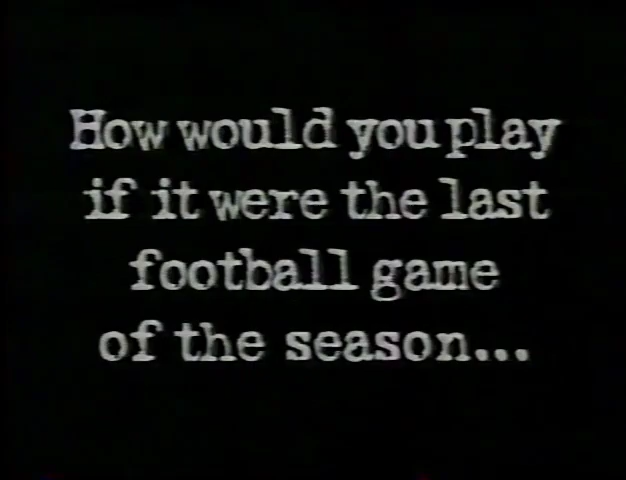 How would you play
if it were the last
football game
of the season...